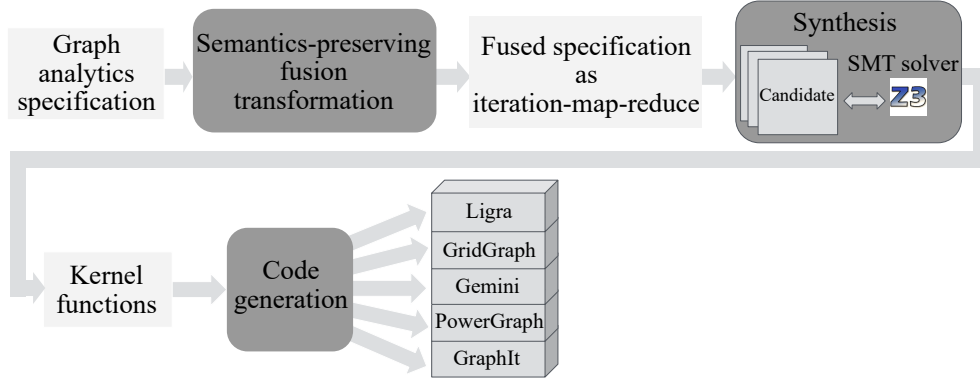 Graph
analytics
specification
Semantics-preserving
fusion
transformation
Fused specification
as
iteration-map-reduce
Synthesis
SMT solver
Candidate
Z3
Kernel
functions
Code
generation
Ligra
GridGraph
Gemini
PowerGraph
GraphIt